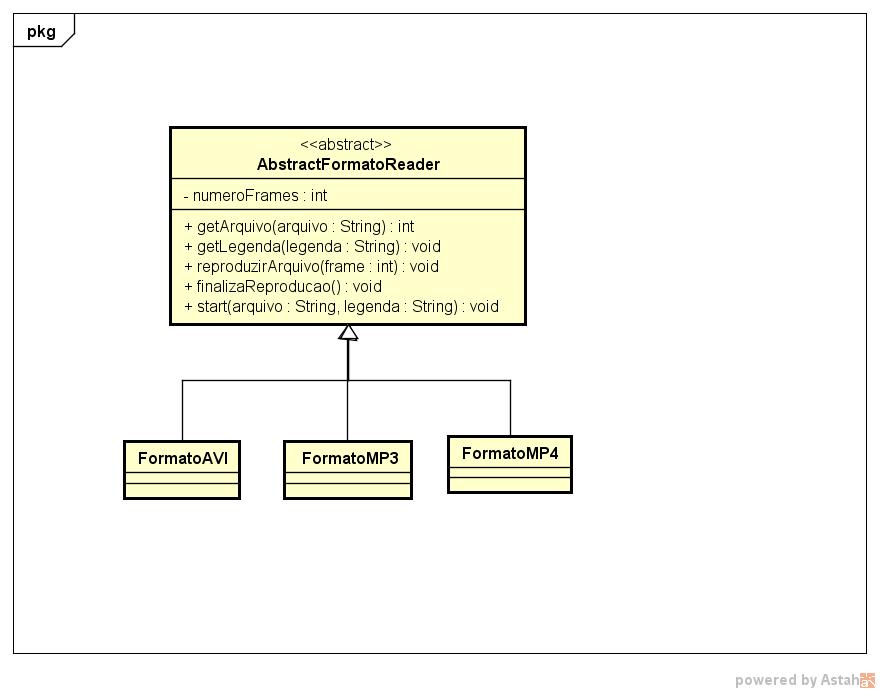 pkg
<<abstract>>
AbstractFormatoReader
- numeroFrames : int
+ getArquivo(arquivo : String) : int
+ getLegenda(legenda : String) : void
+ reproduzirArquivo(frame : int) : void
+ finalizaReproducao() : void
+ start(arquivo : String, legenda : String) : void
FormatoAVI
FormatoMP3
FormatoMP4
powered by Astah